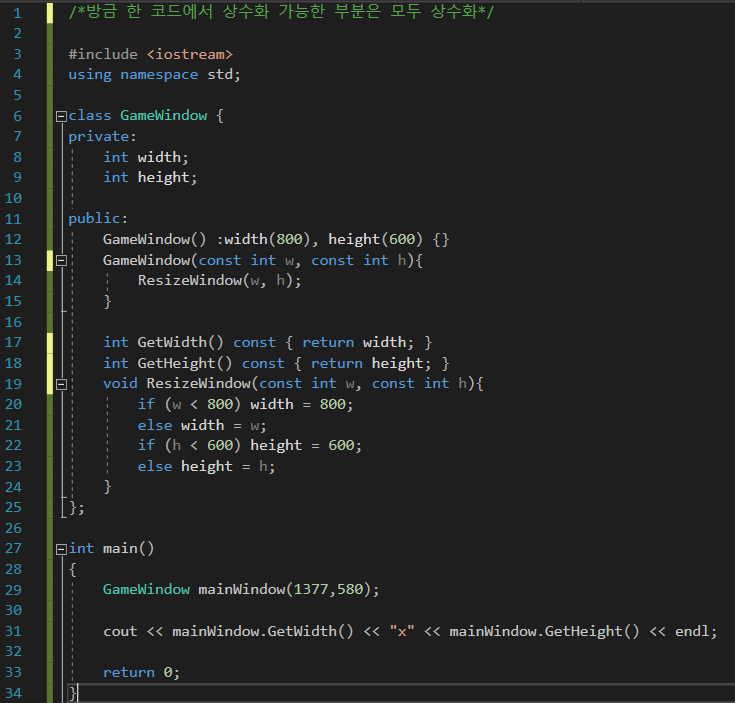 1 /*방금 한 코드에서 상수화 가능한 부분은 모두 상수화*/
2
3 #include <iostream>
4 using namespace std;
5
6 class GameWindow {
7 private:
8 int width;
9 int height;
10
11 public:
12 GameWindow() :width(800), height(600) {}
13 GameWindow(const int w, const int h){
14 ResizeWindow(w, h);
15 }
16
17 int GetWidth() const { return width; }
18 int GetHeight() const { return height; }
19 void ResizeWindow(const int w, const int h){
20 if (w < 800) width = 800;
21 else width = w;
22 if (h < 600) height = 600;
23 else height = h;
24 }
25 };
26
27 int main()
28 {
29 GameWindow mainWindow(1377,580);
30
31 cout << mainWindow.GetWidth() << "x" << mainWindow.GetHeight() << endl;
32
33 return 0;
34 }